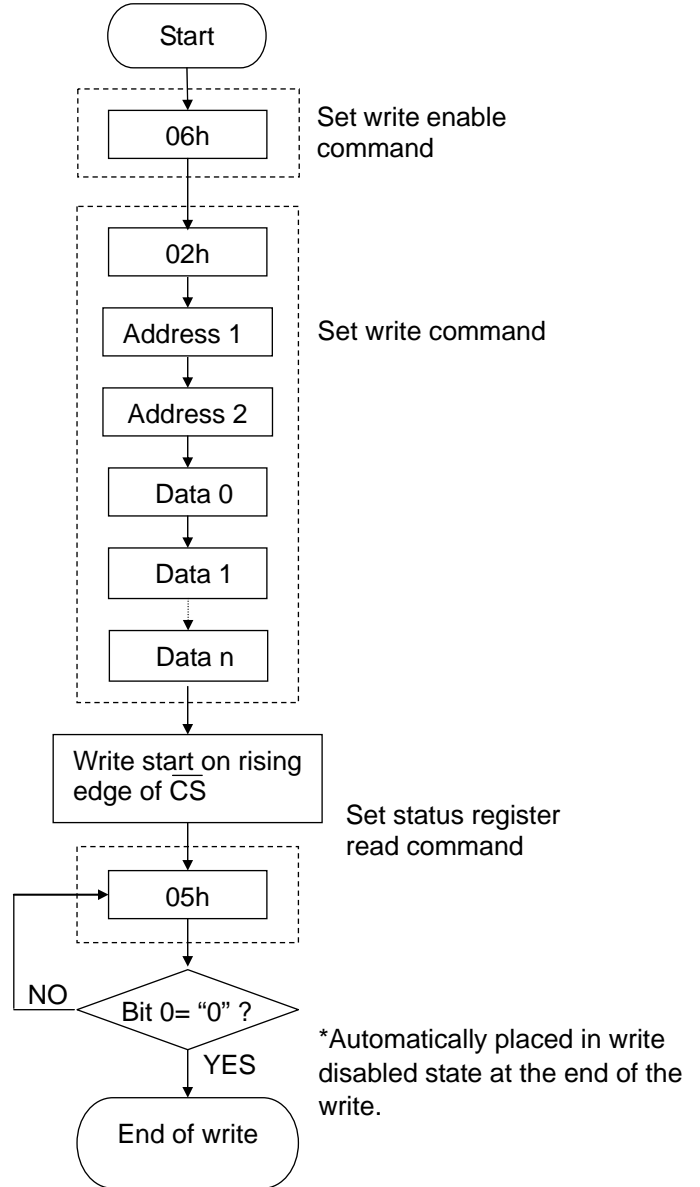 Start
06h
Set write enable
command
02h
Address 1
Set write command
Address 2
Data 0
Data 1
Data n
Write start on rising
edge of C̅S̅
Set status register
read command
05h
NO
Bit 0= “0” ?
YES
*Automatically placed in write
disabled state at the end of the
write.
End of write